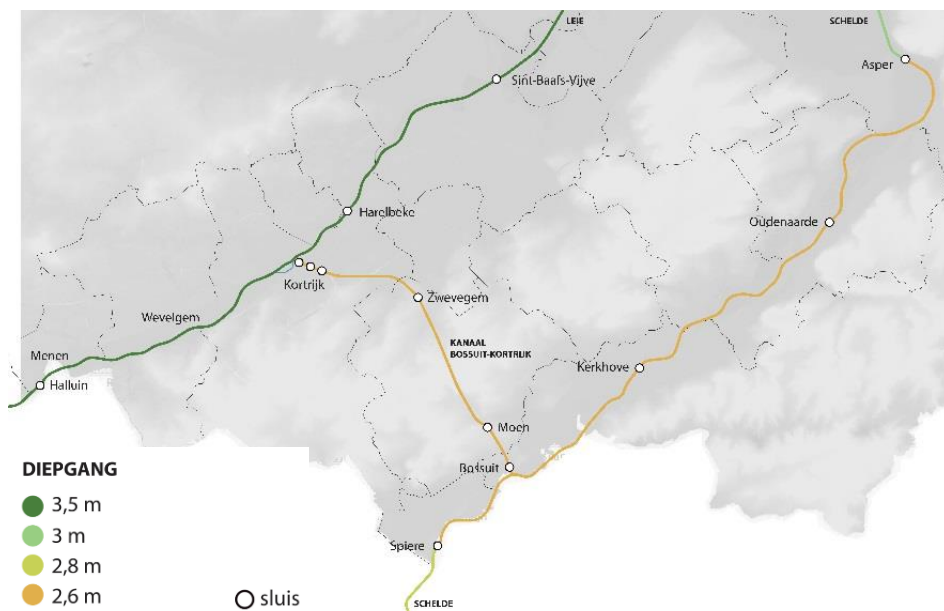 LEIE
SCHELDE
Asper
Sint-Baafs-Vijve
Harelbeke
Oudenaarde
Kortrijk
Zwevegem
Wevelgem
KANAAL
BOSSUIT-KORTRIJK
Menen
Halluin
Kerkhove
Moen
Bossuit
Spiere
SCHELDE
DIEPGANG
3,5 m
3 m
2,8 m
2,6 m
sluis